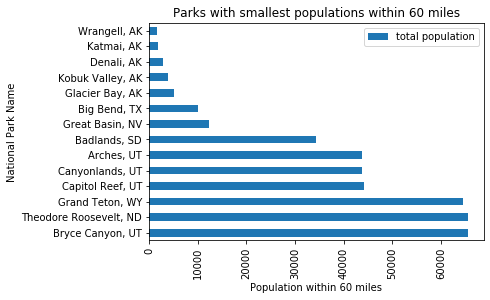 Parks with smallest populations within 60 miles
total population
National Park Name
Wrangell, AK
Katmai, AK
Denali, AK
Kobuk Valley, AK
Glacier Bay, AK
Big Bend, TX
Great Basin, NV
Badlands, SD
Arches, UT
Canyonlands, UT
Capitol Reef, UT
Grand Teton, WY
Theodore Roosevelt, ND
Bryce Canyon, UT
0
10000
20000
30000
40000
50000
60000
Population within 60 miles